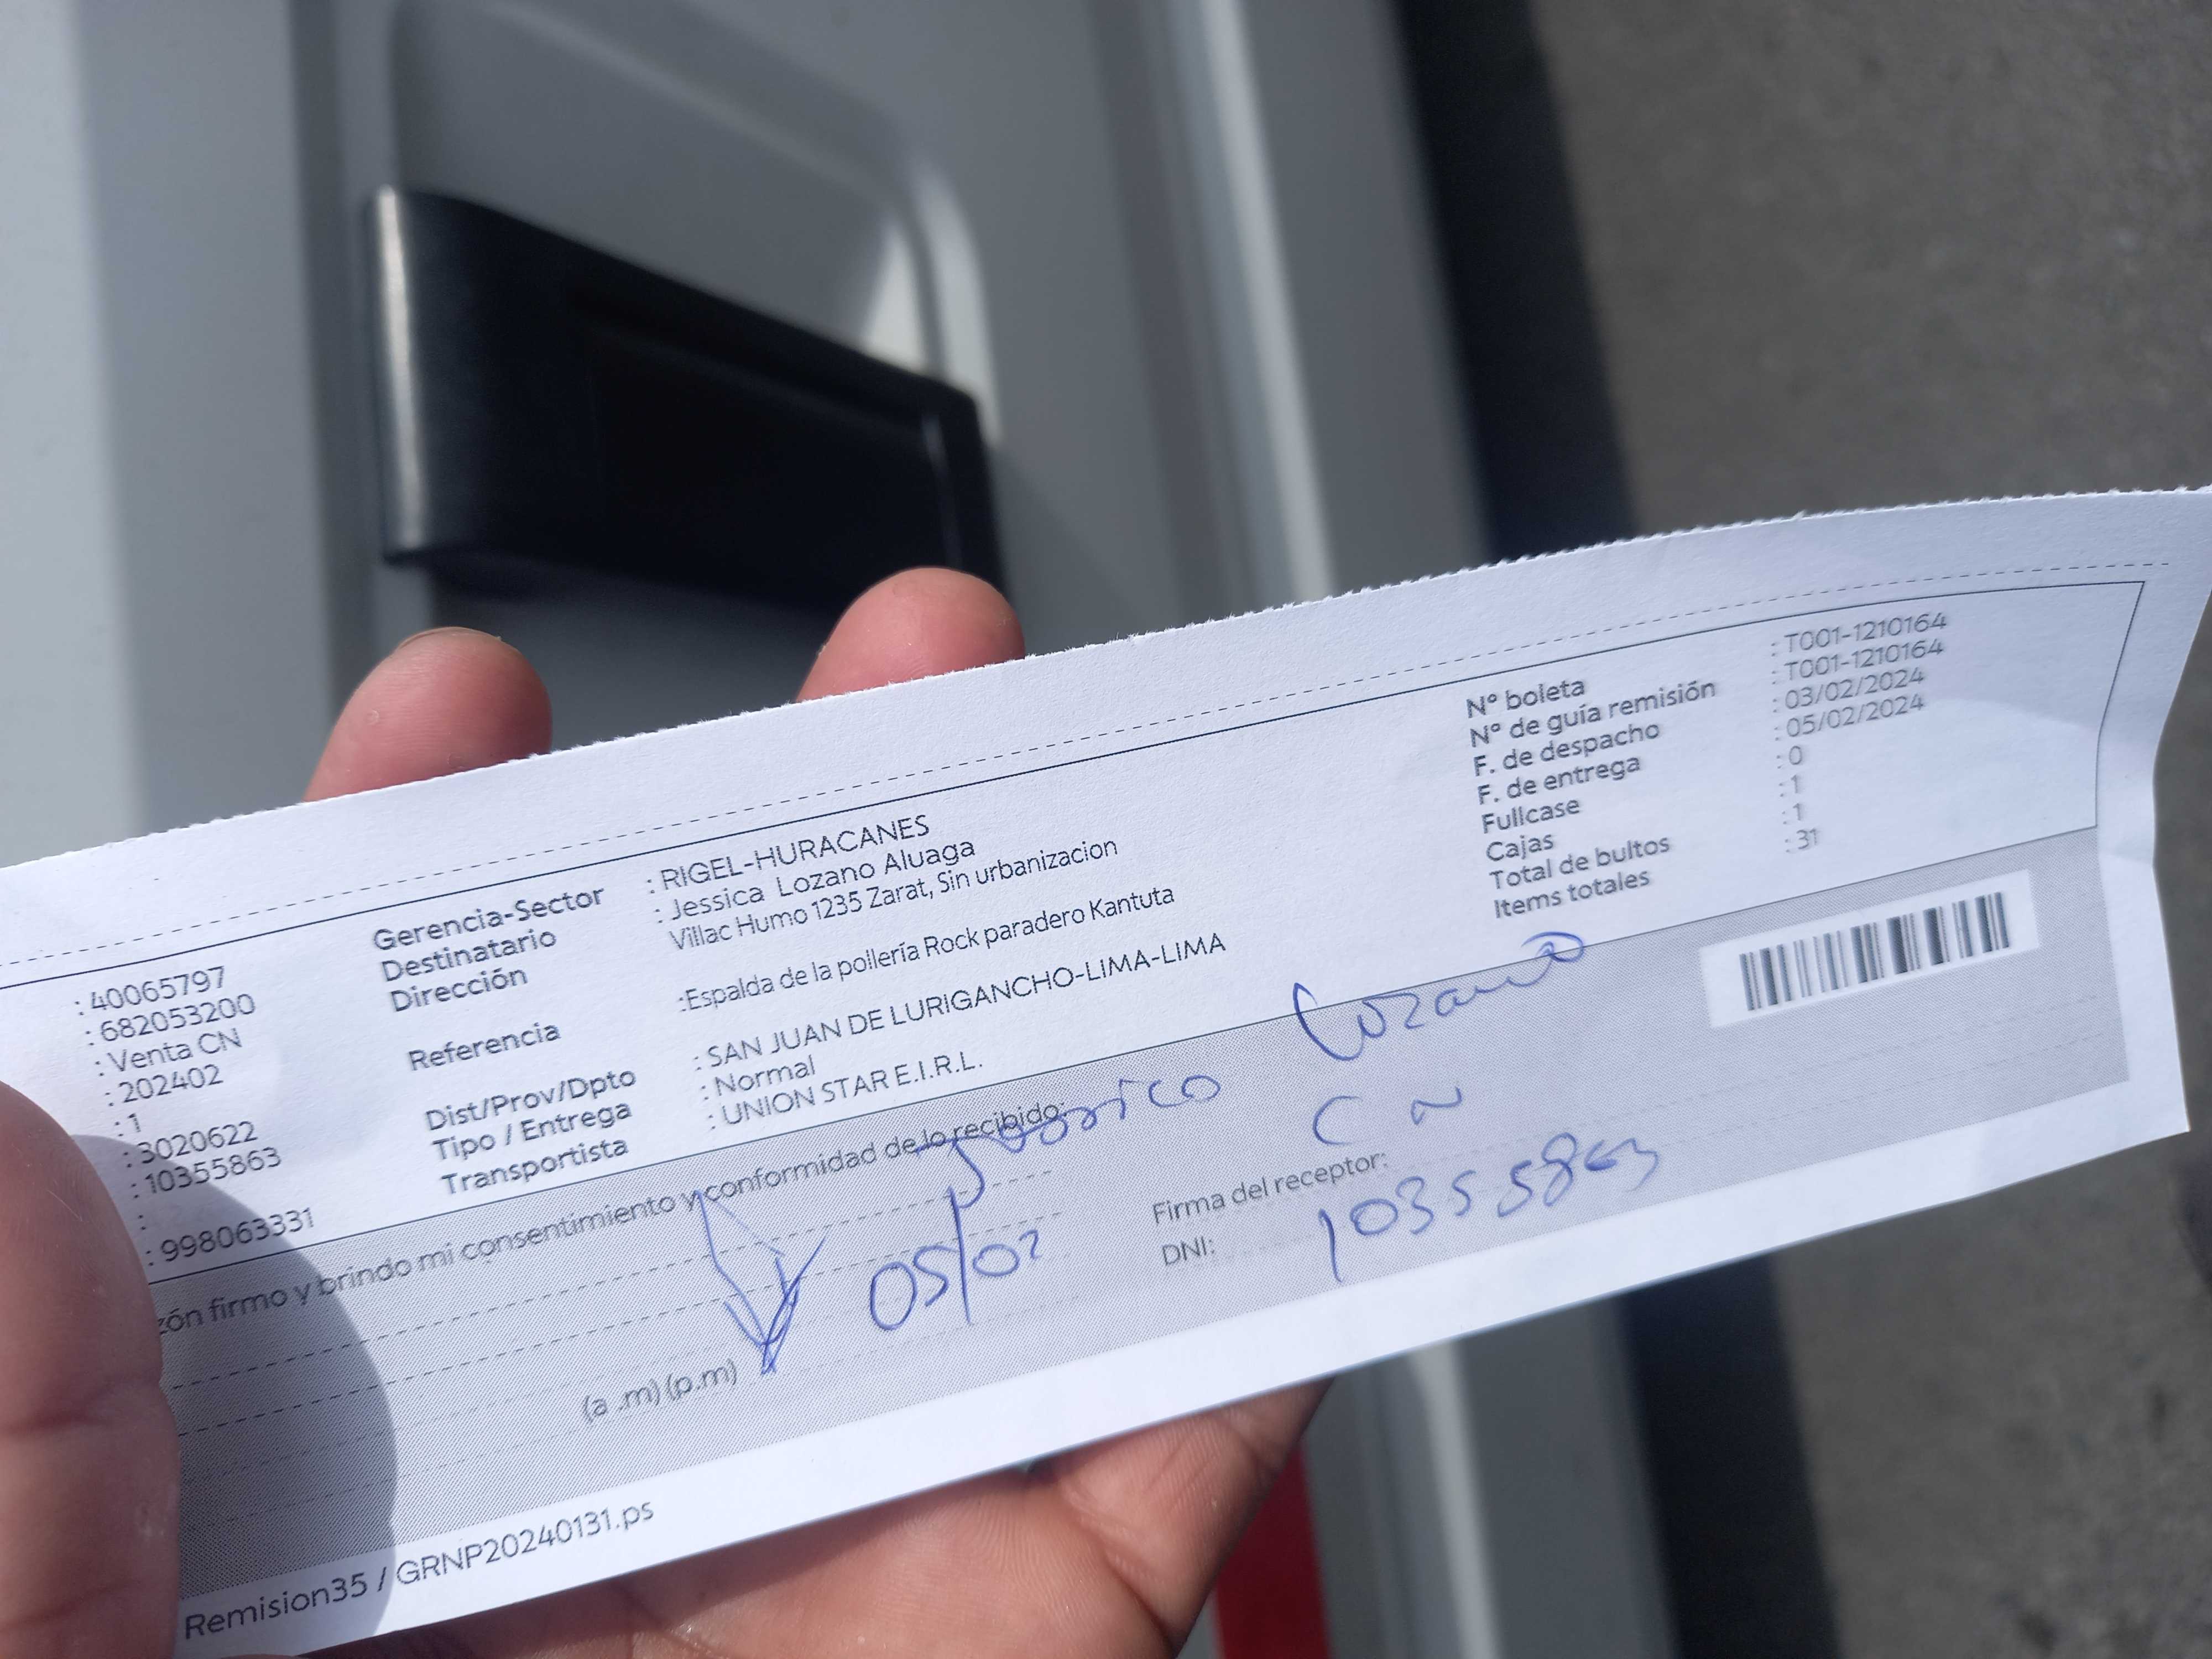 : 40065797
: 682053200
: Venta CN
: 202402
: 1
: 3020622
: 10355863
:
: 998063331
Gerencia-Sector : RIGEL-HURACANES
Destinatario : Jessica Lozano Aluaga
Dirección Villac Humo 1235 Zarat, Sin urbanizacion
Referencia :Espalda de la pollería Rock paradero Kantuta
Dist/Prov/Dpto : SAN JUAN DE LURIGANCHO-LIMA-LIMA
Tipo / Entrega : Normal
Transportista : UNION STAR E.I.R.L.
N° boleta : T001-1210164
N° de guía remisión : T001-1210164
F. de despacho : 03/02/2024
F. de entrega : 05/02/2024
Fullcase : 0
Cajas : 1
Total de bultos : 1
Items totales : 31
zón firmo y brindo mi consentimiento y conformidad de lo recibido:
Lozano
05/02
(a .m) (p.m)
Firma del receptor:
DNI: 10355863
Remision35 / GRNP20240131.ps